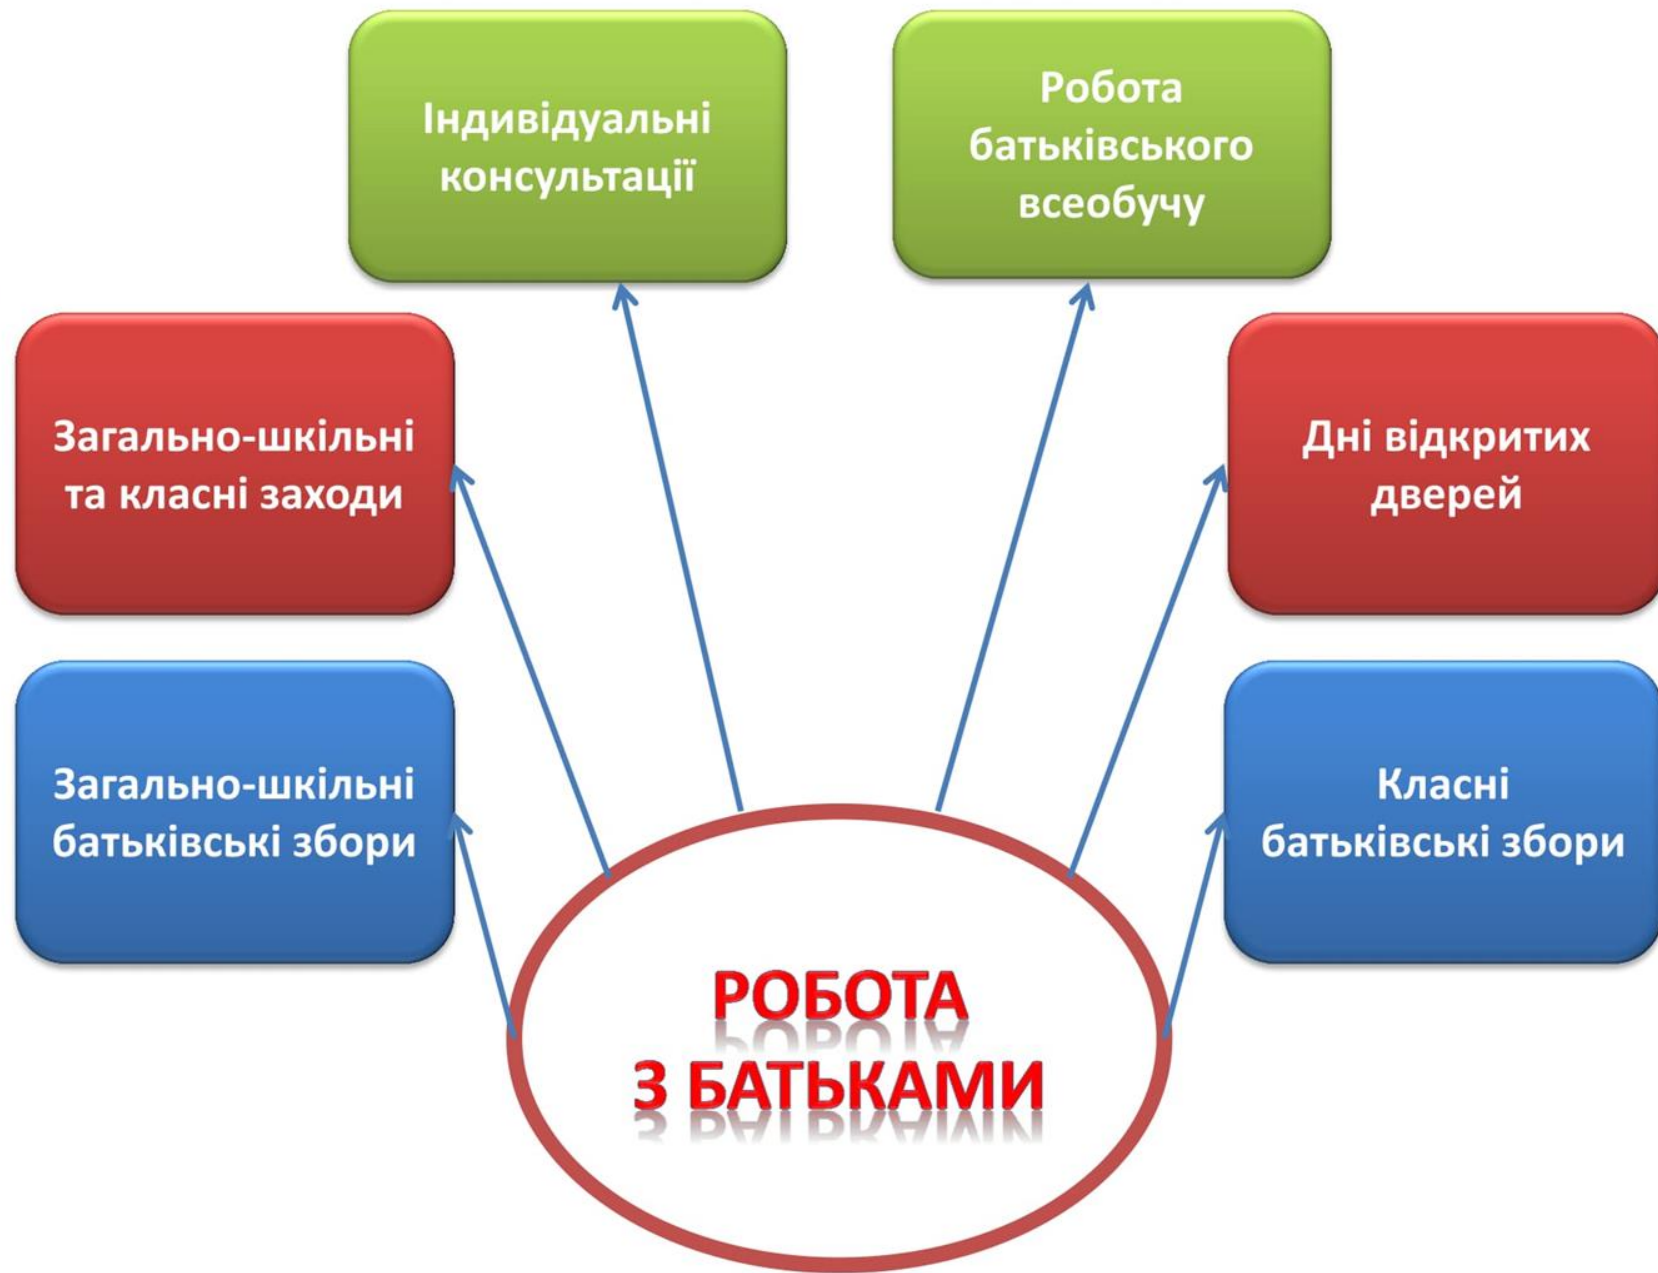 Індивідуальні
консультації
Робота
батьківського
всеобучу
Загально-шкільні
та класні заходи
Дні відкритих
дверей
Загально-шкільні
батьківські збори
Класні
батьківські збори
РОБОТА
З БАТЬКАМИ